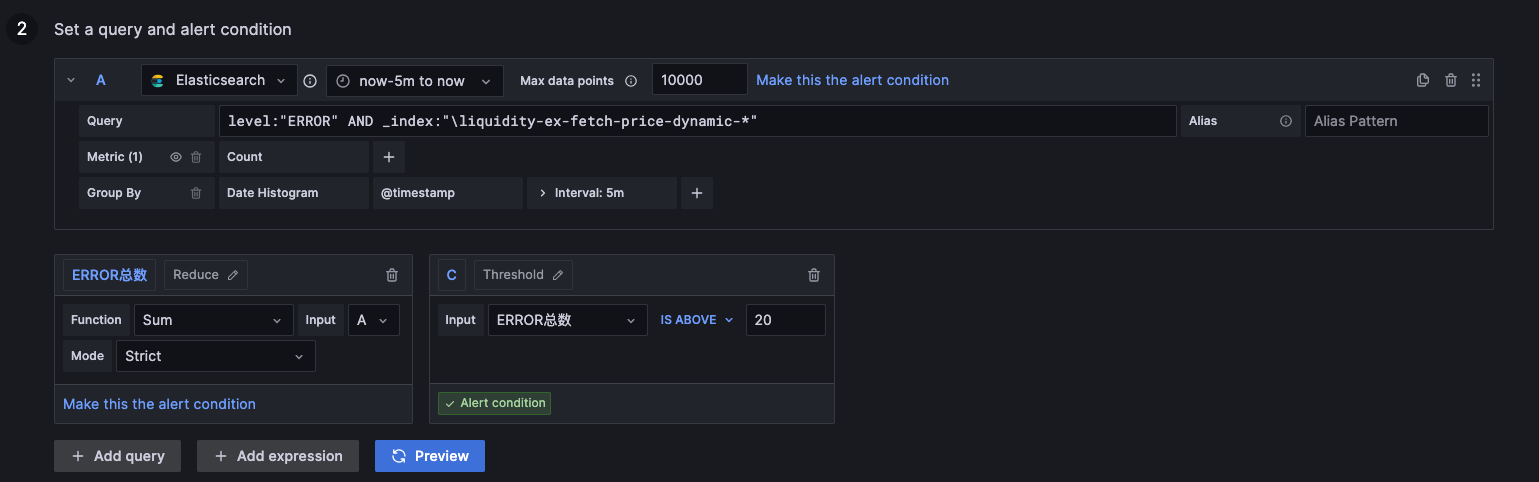 2 Set a query and alert condition
A Elasticsearch now-5m to now Max data points 10000 Make this the alert condition
Query level:"ERROR" AND _index:"\liquidity-ex-fetch-price-dynamic-*" Alias Alias Pattern
Metric (1) Count
Group By Date Histogram @timestamp Interval: 5m
ERROR总数 Reduce C Threshold
Function Sum Input A Input ERROR总数 IS ABOVE 20
Mode Strict
Make this the alert condition Alert condition
Add query Add expression Preview